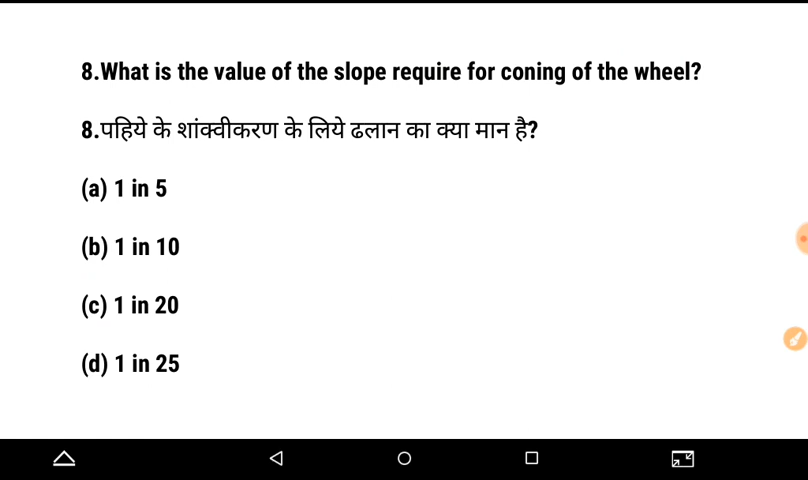 8.What is the value of the slope require for coning of the wheel?
8.पहिये के शांक्वीकरण के लिये ढलान का क्या मान है?
(a) 1 in 5
(b) 1 in 10
(c) 1 in 20
(d) 1 in 25